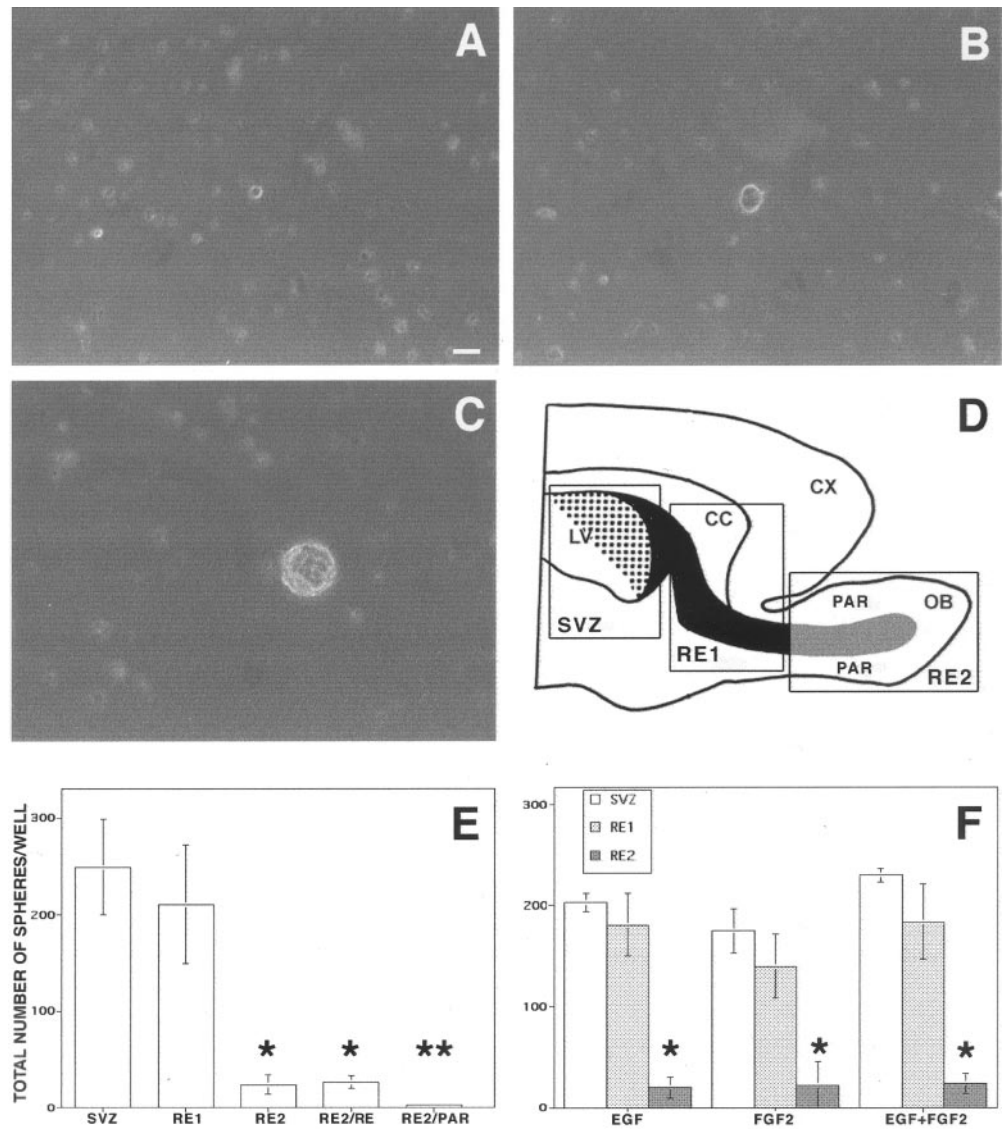 A
B
C
D
CX
CC
LV
SVZ
RE1
PAR
OB
PAR
RE2
E
TOTAL NUMBER OF SPHERES/WELL
300
200
100
0
*
*
**
SVZ
RE1
RE2
RE2/RE
RE2/PAR
F
SVZ
RE1
RE2
300
200
100
0
*
*
*
EGF
FGF2
EGF+FGF2